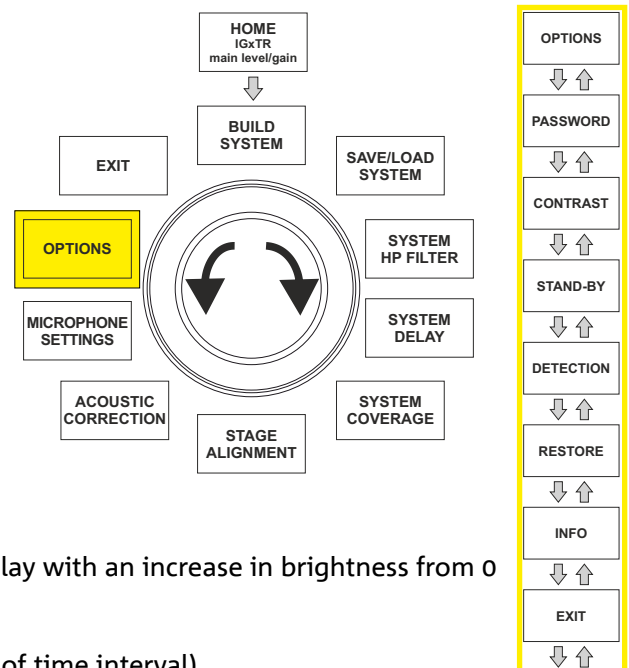 HOME
IGxTR
main level/gain
BUILD
SYSTEM
SAVE/LOAD
SYSTEM
SYSTEM
HP FILTER
SYSTEM
DELAY
SYSTEM
COVERAGE
STAGE
ALIGNMENT
ACOUSTIC
CORRECTION
MICROPHONE
SETTINGS
OPTIONS
EXIT
OPTIONS
PASSWORD
CONTRAST
STAND-BY
DETECTION
RESTORE
INFO
EXIT
lay with an increase in brightness from 0
of time interval)